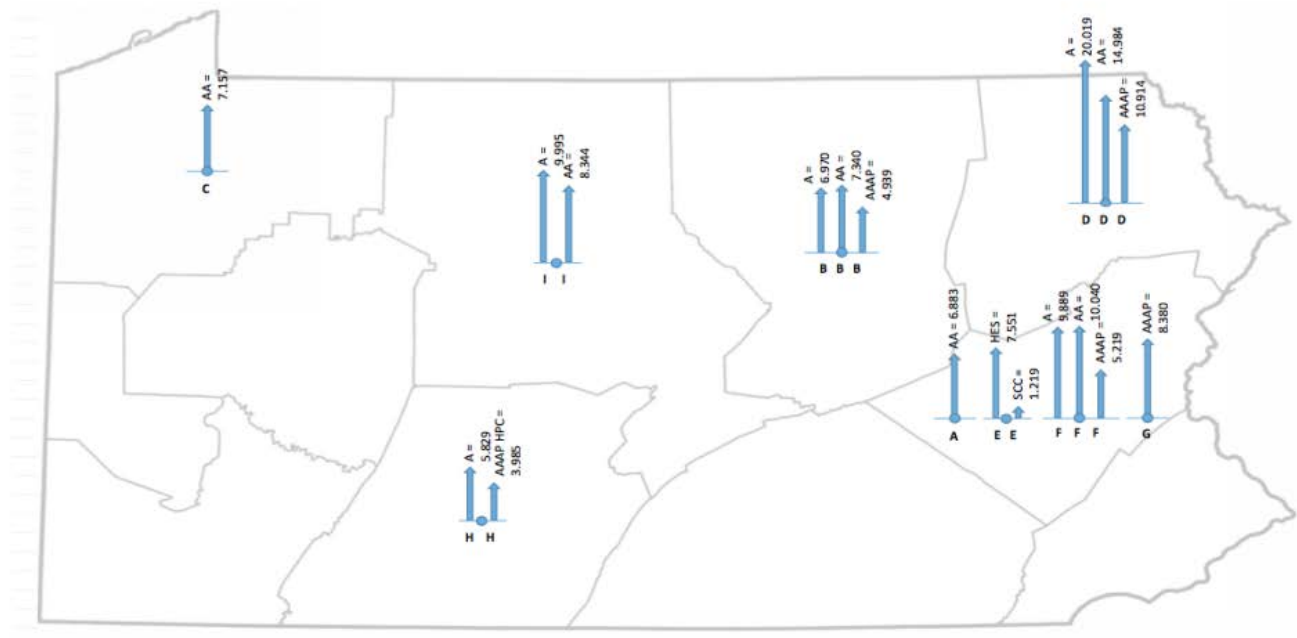 A =
20.019
AA =
14.984
AAAP =
10.914
D D D
AA =
7.157
C
A =
9.995
AA =
8.344
I I
A =
6.970
AA =
7.340
AAAP =
4.939
B B B
AA = 6.883
A
HES =
7.551
SCC =
1.219
E E
A =
9.889
AA =
10.040
AAAP =
5.219
F F F
AAAP =
8.380
G
A =
5.829
AAAP HPC =
3.985
H H